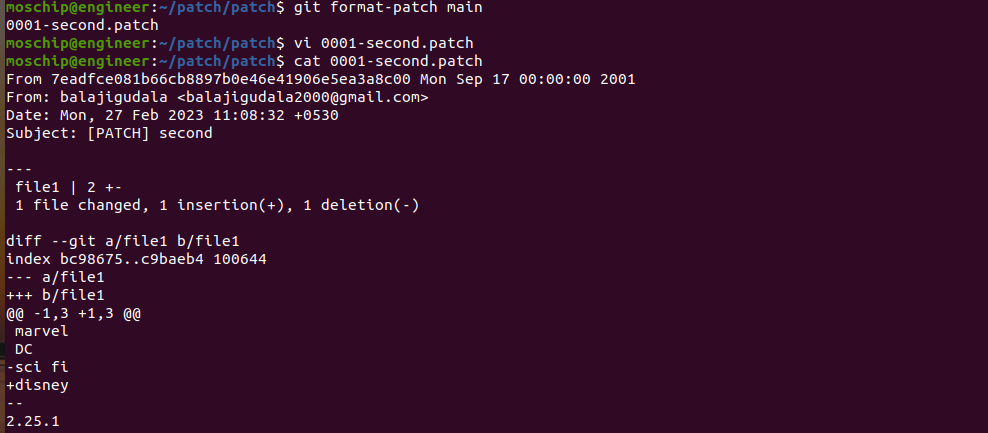 moschip@engineer:~/patch/patch$ git format-patch main
0001-second.patch
moschip@engineer:~/patch/patch$ vi 0001-second.patch
moschip@engineer:~/patch/patch$ cat 0001-second.patch
From 7eadfce081b66cb8897b0e46e41906e5ea3a8c00 Mon Sep 17 00:00:00 2001
From: balajigudala <balajigudala2000@gmail.com>
Date: Mon, 27 Feb 2023 11:08:32 +0530
Subject: [PATCH] second

---
 file1 | 2 +-
 1 file changed, 1 insertion(+), 1 deletion(-)

diff --git a/file1 b/file1
index bc98675..c9baeb4 100644
--- a/file1
+++ b/file1
@@ -1,3 +1,3 @@
 marvel
 DC
-sci fi
+disney
--
2.25.1